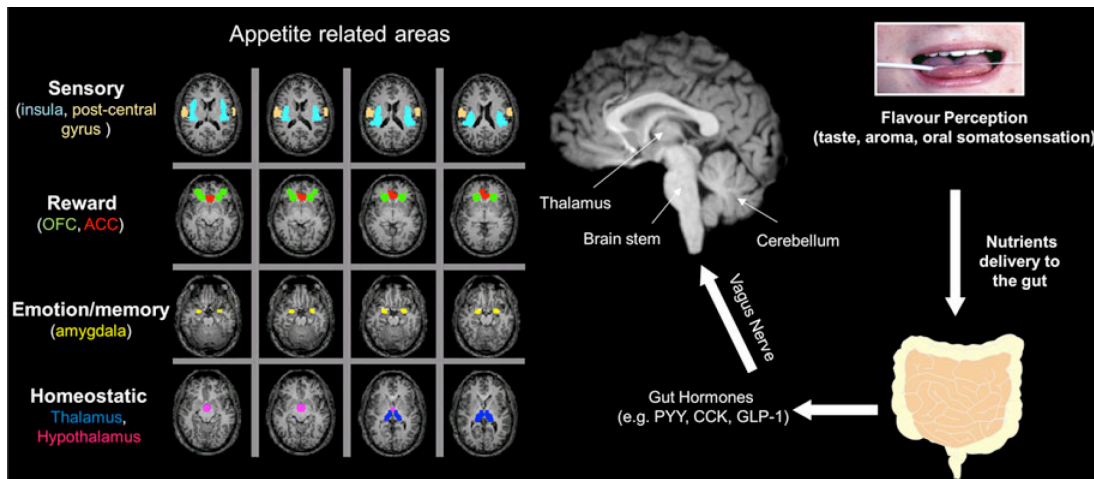 Appetite related areas
Sensory
(insula, post-central
gyrus )
Reward
(OFC, ACC)
Emotion/memory
(amygdala)
Homeostatic
Thalamus,
Hypothalamus
Thalamus
Brain stem
Cerebellum
Vagus Nerve
Gut Hormones
(e.g. PYY, CCK, GLP-1)
Flavour Perception
(taste, aroma, oral somatosensation)
Nutrients
delivery to
the gut